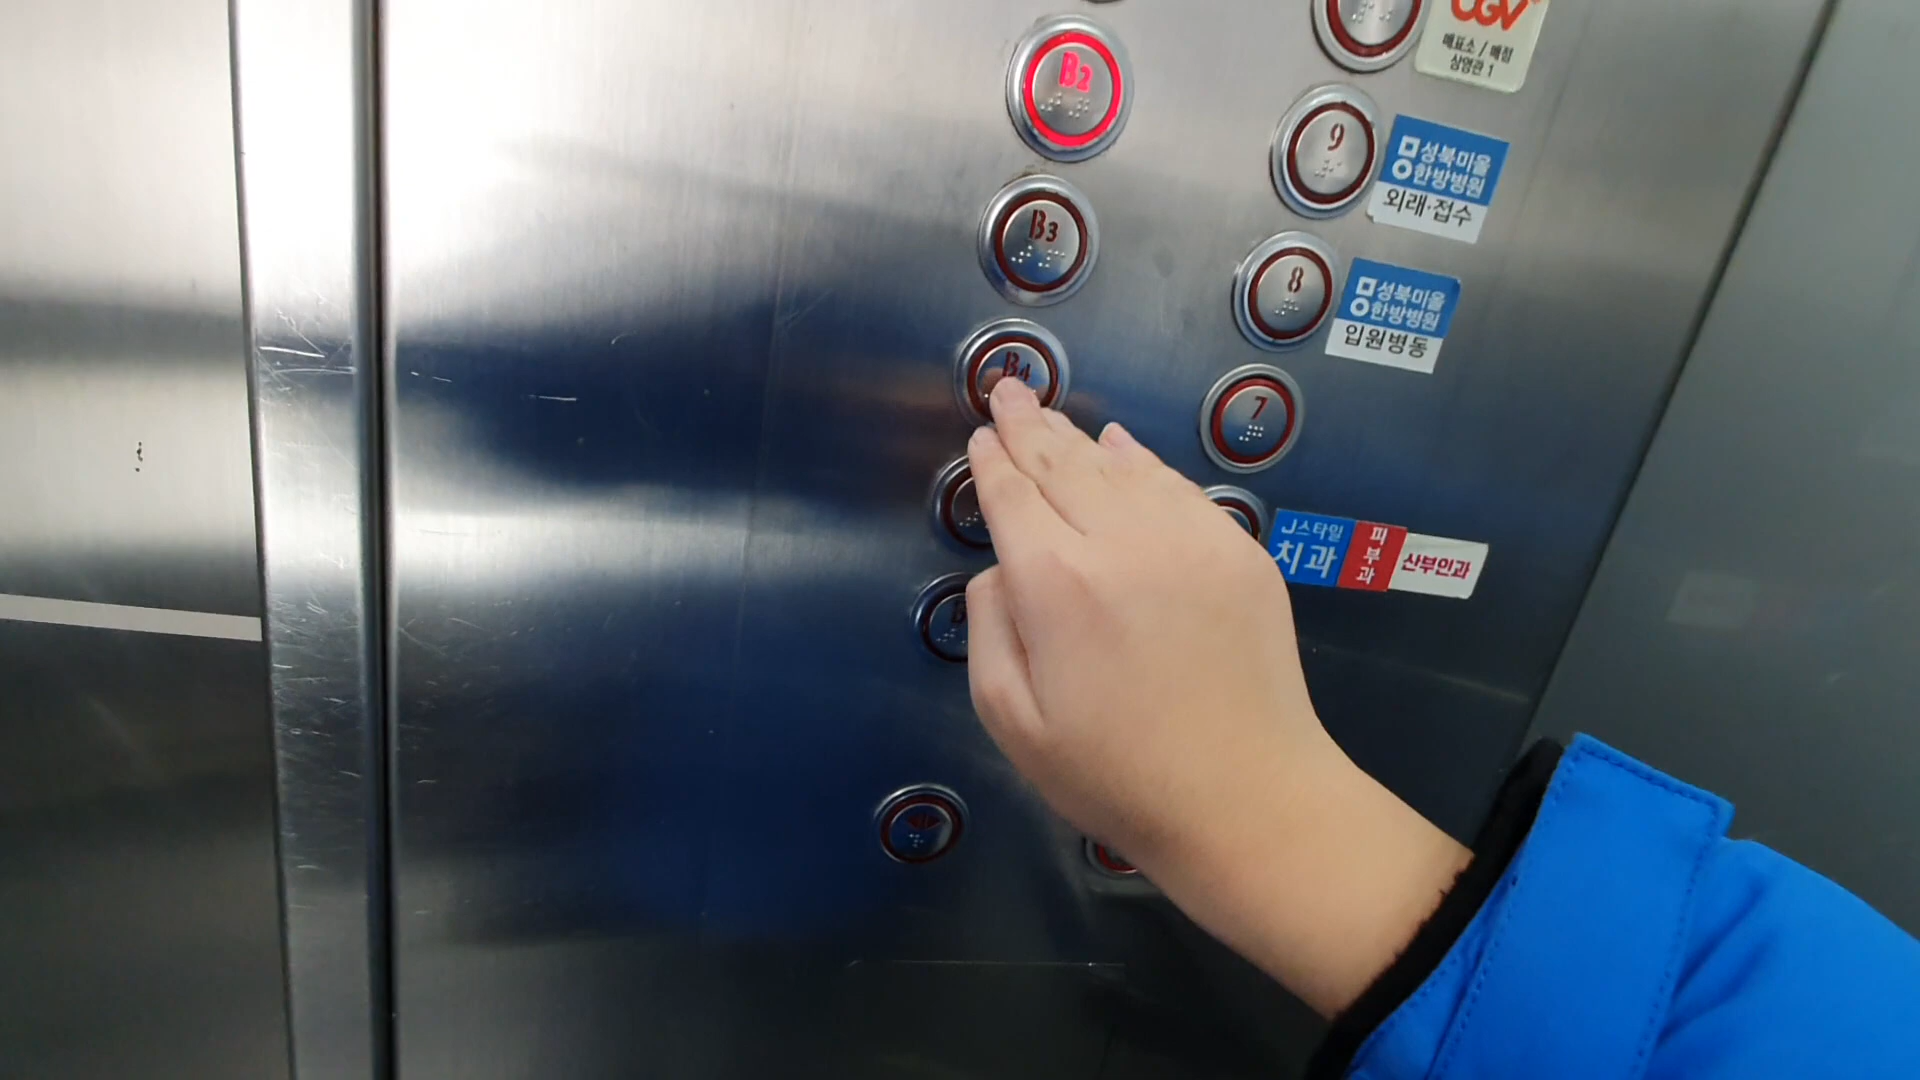 B2
B3
B4
CGV
매표소 / 매점
상영관 1
9
성북미올
한방병원
외래·접수
8
성북미올
한방병원
입원병동
7
J스타일
치과
피부과
산부인과